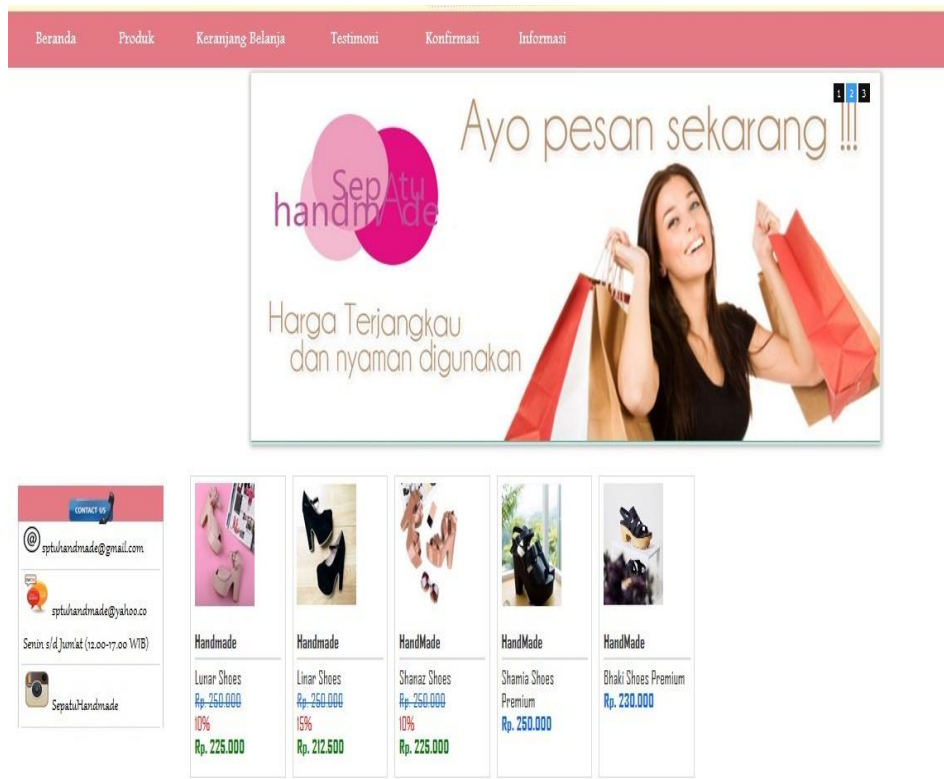 Beranda Produk Keranjang Belanja Testimoni Konfirmasi Informasi
1 2 3
Ayo pesan sekarang !!!
SepAtu
handmAde
Harga Terjangkau
dan nyaman digunakan
CONTACT US
@ sptuhandmade@gmail.com
sptuhandmade@yahoo.co
Senin s/d Jum'at (12.00-17.00 WIB)
SepatuHandmade
Handmade
Lunar Shoes
Rp. 250.000
10%
Rp. 225.000
Handmade
Linar Shoes
Rp. 250.000
15%
Rp. 212.500
HandMade
Shanaz Shoes
Rp. 250.000
10%
Rp. 225.000
HandMade
Shamia Shoes
Premium
Rp. 250.000
HandMade
Bhaki Shoes Premium
Rp. 230.000